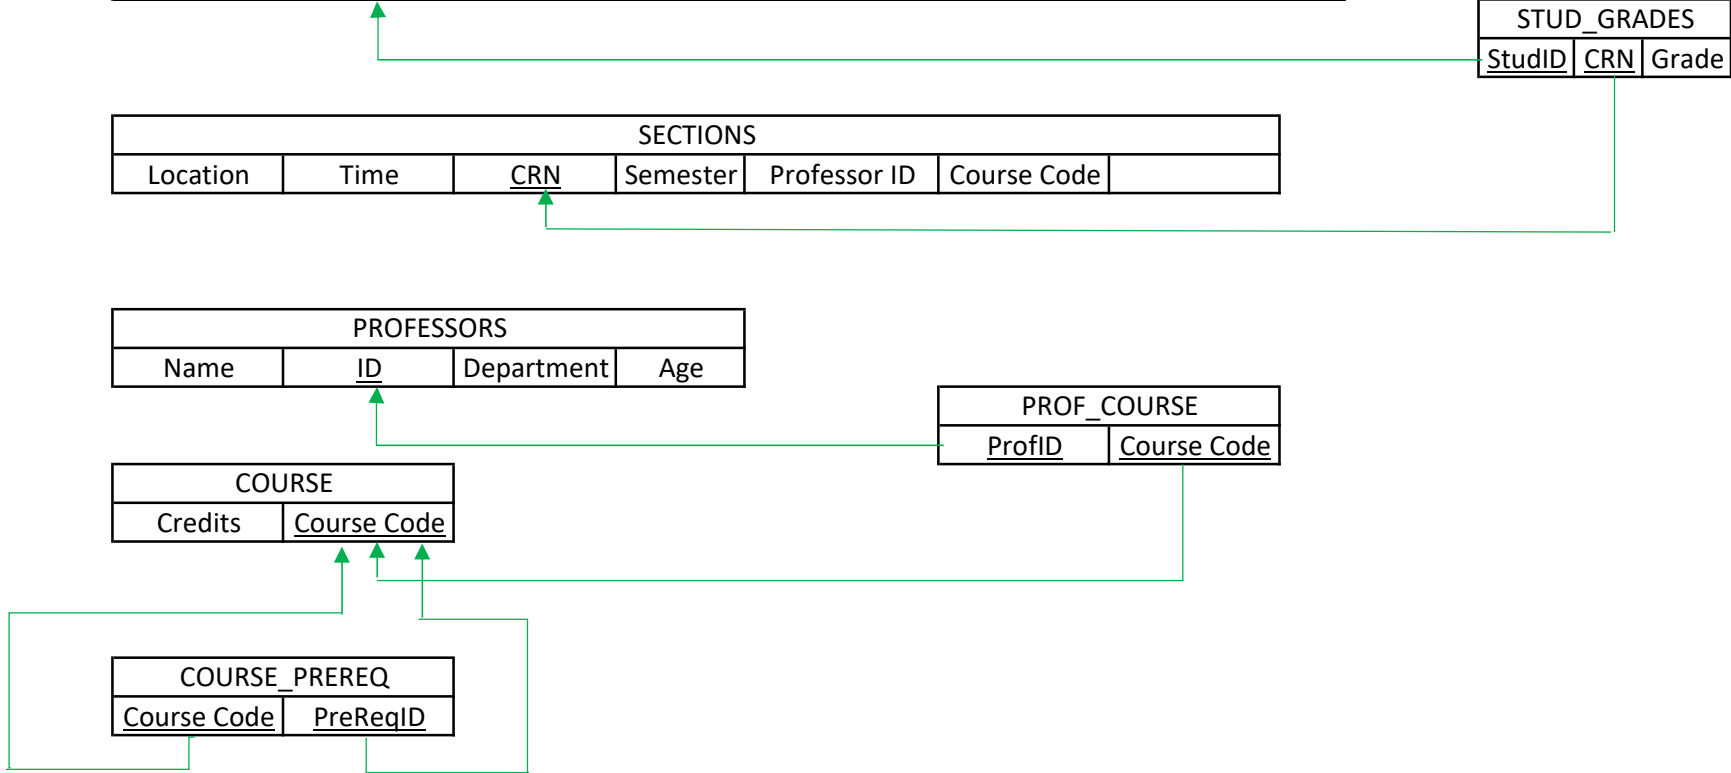 STUD_GRADES
StudID CRN Grade
SECTIONS
Location Time CRN Semester Professor ID Course Code
PROFESSORS
Name ID Department Age
PROF_COURSE
ProfID Course Code
COURSE
Credits Course Code
COURSE_PREREQ
Course Code PreReqID